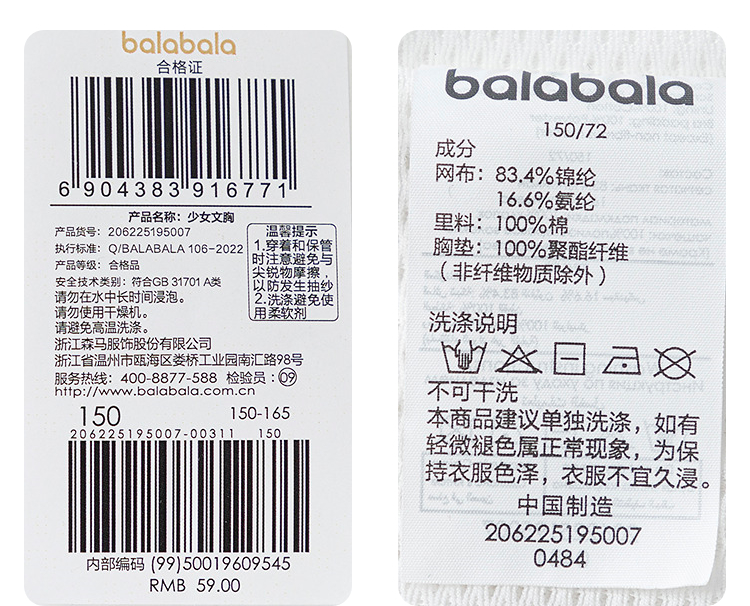 balabala
合格证
6 904383 916771
产品名称：少女文胸
产品货号：206225195007
执行标准：Q/BALABALA 106-2022
产品等级：合格品
安全技术类别：符合GB 31701 A类
请勿在水中长时间浸泡。
请勿使用干燥机。
请避免高温洗涤。
浙江森马服饰股份有限公司
浙江省温州市瓯海区娄桥工业园南汇路98号
服务热线：400-8877-588 检验员：09
http://www.balabala.com.cn
温馨提示
1.穿着和保管
时注意避免与
尖锐物摩擦，
以防发生抽纱
2.洗涤避免使
用柔软剂
150 150-165
206225195007-00311 150
内部编码 (99)50019609545
RMB 59.00
balabala
150/72
成分
网布：83.4%锦纶
16.6%氨纶
里料：100%棉
胸垫：100%聚酯纤维
（非纤维物质除外）
洗涤说明
不可干洗
本商品建议单独洗涤，如有
轻微褪色属正常现象，为保
持衣服色泽，衣服不宜久浸。
中国制造
206225195007
0484